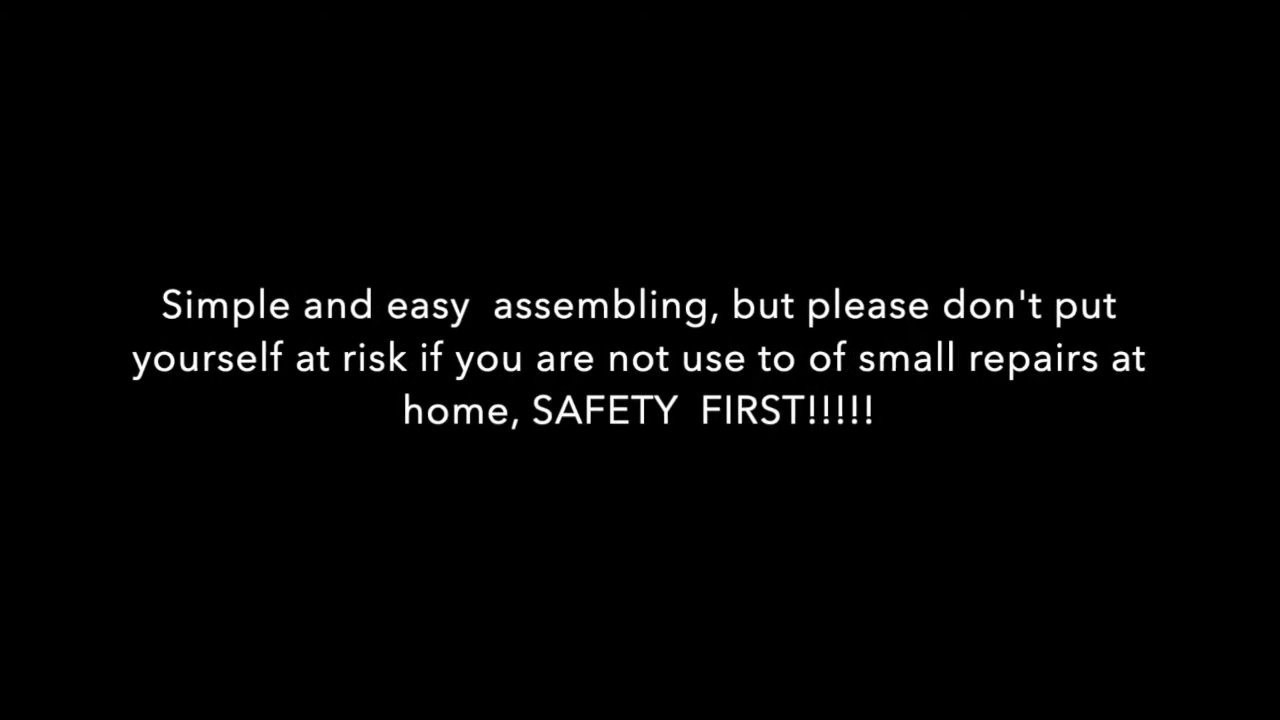 Simple and easy  assembling, but please don't put
yourself at risk if you are not use to of small repairs at
home, SAFETY  FIRST!!!!!